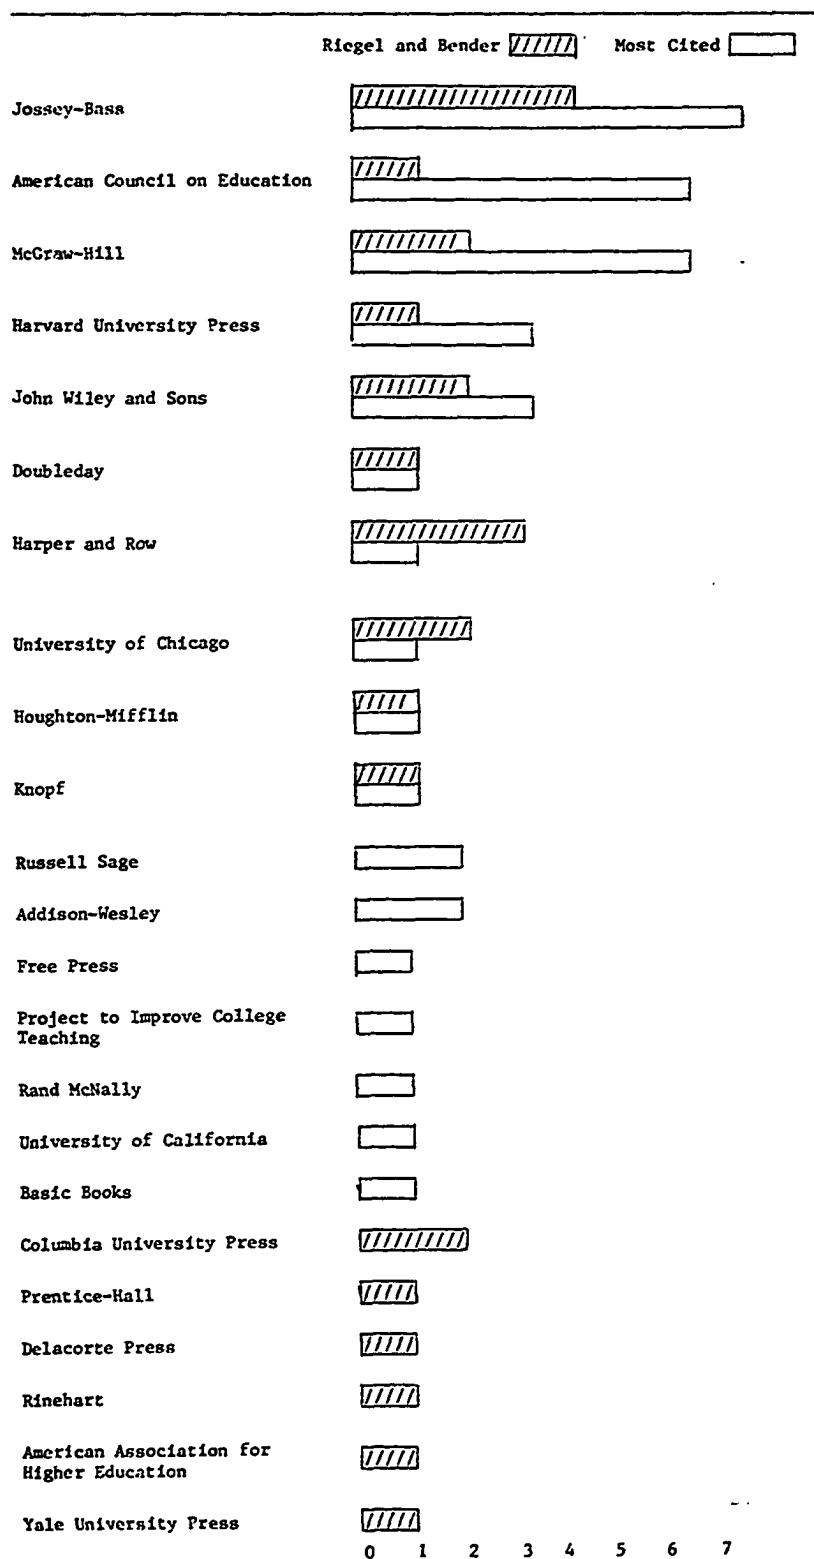 Riegel and Bender Most Cited
Jossey-Bass
American Council on Education
McGraw-Hill
Harvard University Press
John Wiley and Sons
Doubleday
Harper and Row
University of Chicago
Houghton-Mifflin
Knopf
Russell Sage
Addison-Wesley
Free Press
Project to Improve College
Teaching
Rand McNally
University of California
Basic Books
Columbia University Press
Prentice-Hall
Delacorte Press
Rinehart
American Association for
Higher Education
Yale University Press
0 1 2 3 4 5 6 7